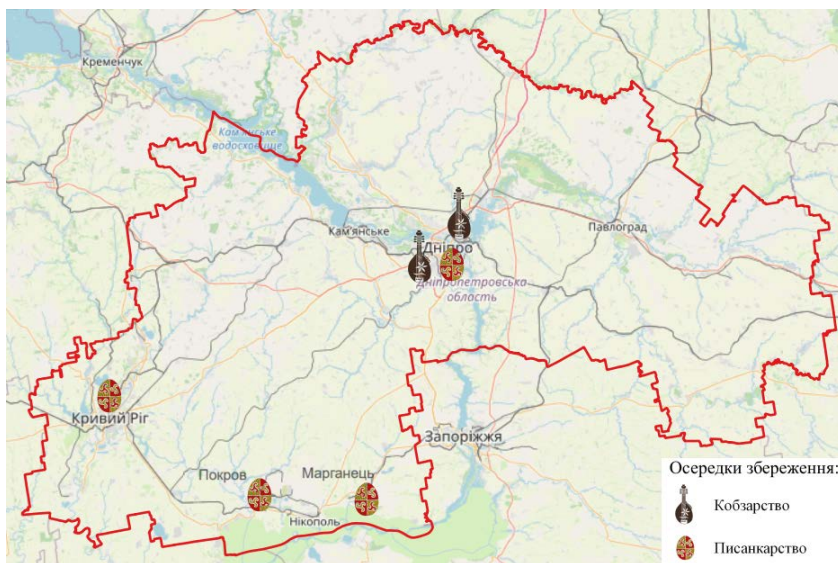 Кременчук
Кам'янське
водосховище
Кам'янське
Дніпро
Павлоград
Дніпропетровська
область
Кривий Ріг
Запоріжжя
Покров
Марганець
Нікополь
Осередки збереження:
Кобзарство
Писанкарство